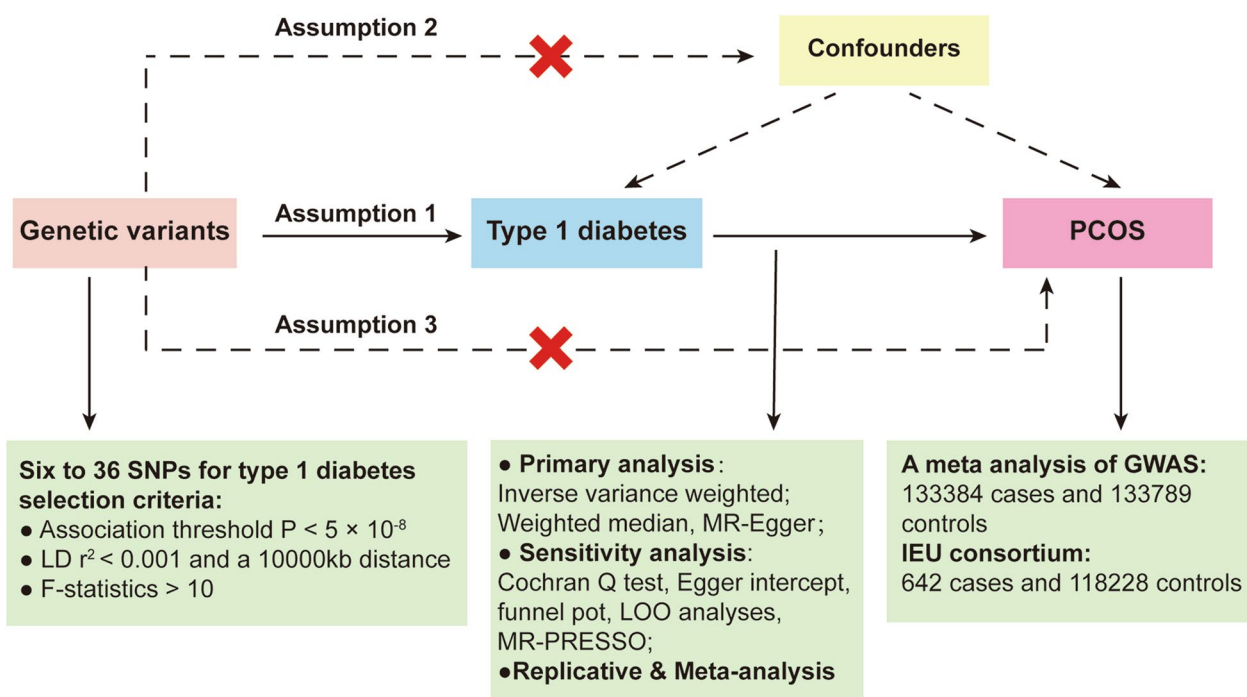 Assumption 2
Confounders
Genetic variants
Assumption 1
Type 1 diabetes
PCOS
Assumption 3
Six to 36 SNPs for type 1 diabetes
selection criteria:
● Association threshold P < 5 × 10⁻⁸
● LD r² < 0.001 and a 10000kb distance
● F-statistics > 10
● Primary analysis:
Inverse variance weighted;
Weighted median, MR-Egger;
● Sensitivity analysis:
Cochran Q test, Egger intercept,
funnel pot, LOO analyses,
MR-PRESSO;
●Replicative & Meta-analysis
A meta analysis of GWAS:
133384 cases and 133789
controls
IEU consortium:
642 cases and 118228 controls